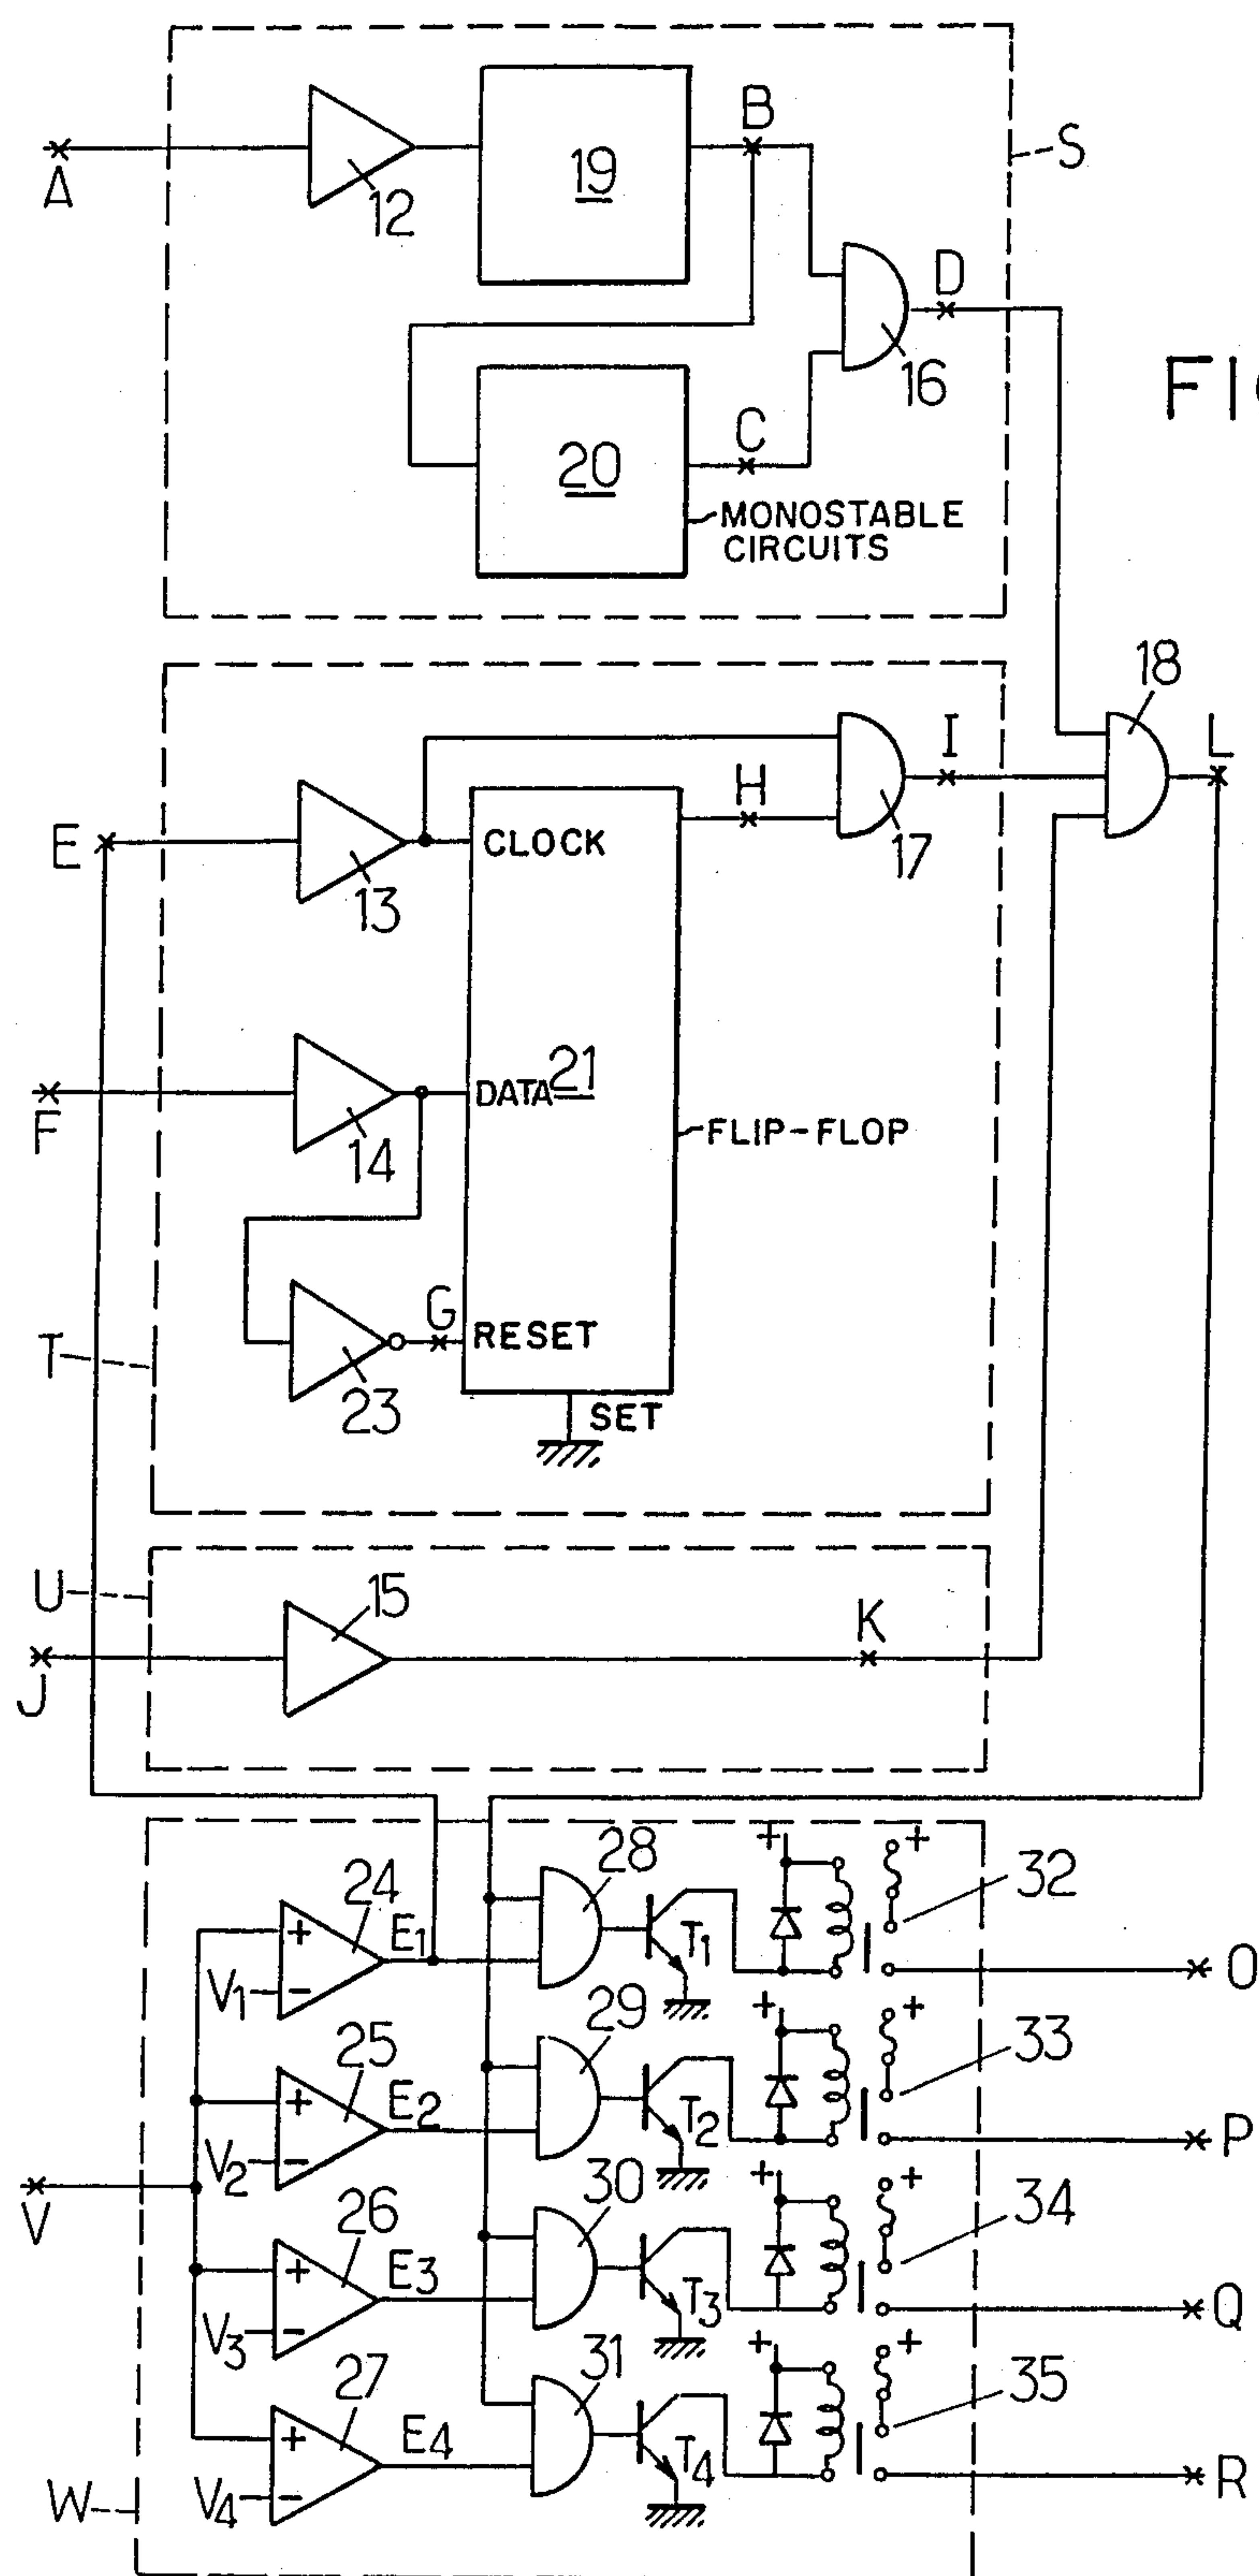 A
12
19
B
S
D
16
FIG
C
20
MONOSTABLE
CIRCUITS
18
L
I
H
17
E
13
CLOCK
F
14
DATA 21
FLIP-FLOP
G
T
23
RESET
SET
U
15
K
J
28
+ +
32
24
E1
+
T1
O
V1 -
29
+ +
33
25
E2
+
T2
P
V2 -
V
30
+ +
34
26
E3
+
T3
Q
V3 -
31
+ +
35
27
E4
+
T4
R
V4 -
W